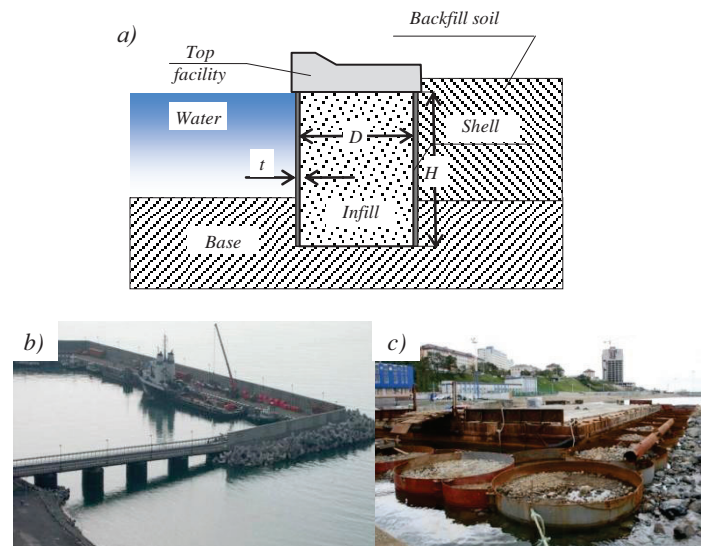 Backfill soil
a)
Top
facility
Water
Shell
D
t
H
Infill
Base
b)
c)